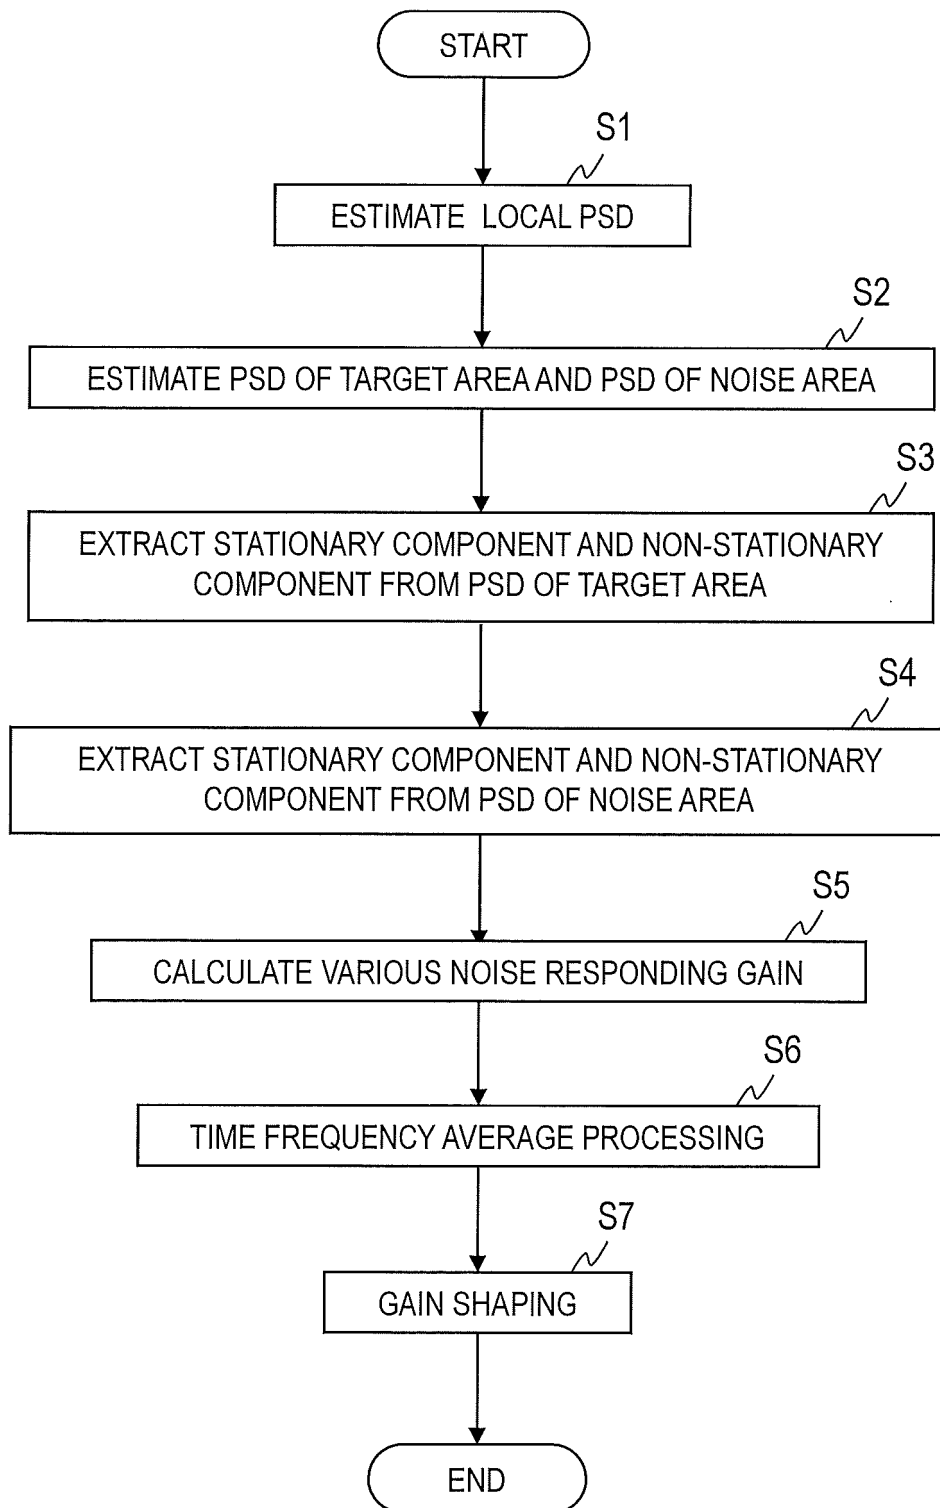 START
S1
ESTIMATE LOCAL PSD
S2
ESTIMATE PSD OF TARGET AREA AND PSD OF NOISE AREA
S3
EXTRACT STATIONARY COMPONENT AND NON-STATIONARY
COMPONENT FROM PSD OF TARGET AREA
S4
EXTRACT STATIONARY COMPONENT AND NON-STATIONARY
COMPONENT FROM PSD OF NOISE AREA
S5
CALCULATE VARIOUS NOISE RESPONDING GAIN
S6
TIME FREQUENCY AVERAGE PROCESSING
S7
GAIN SHAPING
END